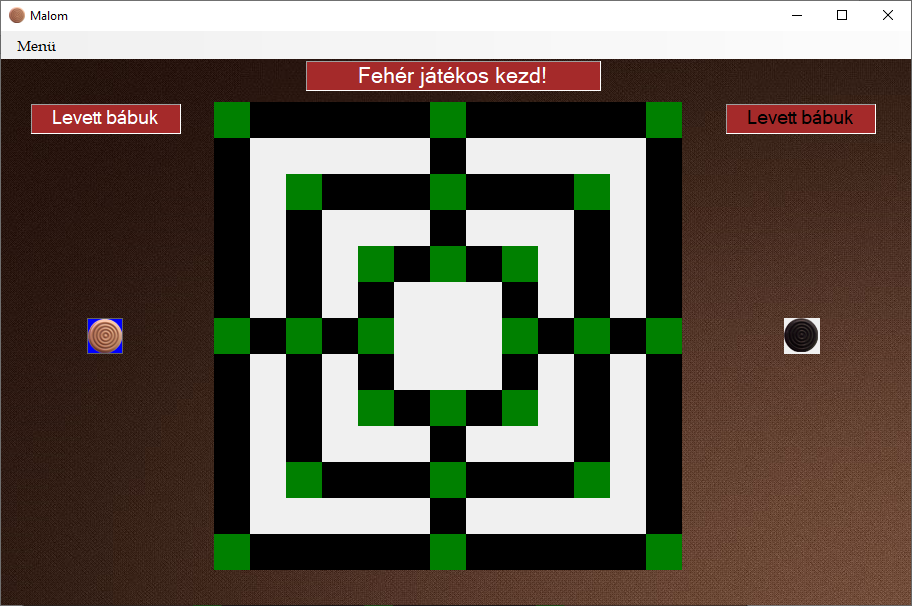 Malom
Menü
Fehér játékos kezd!
Levett bábuk
Levett bábuk